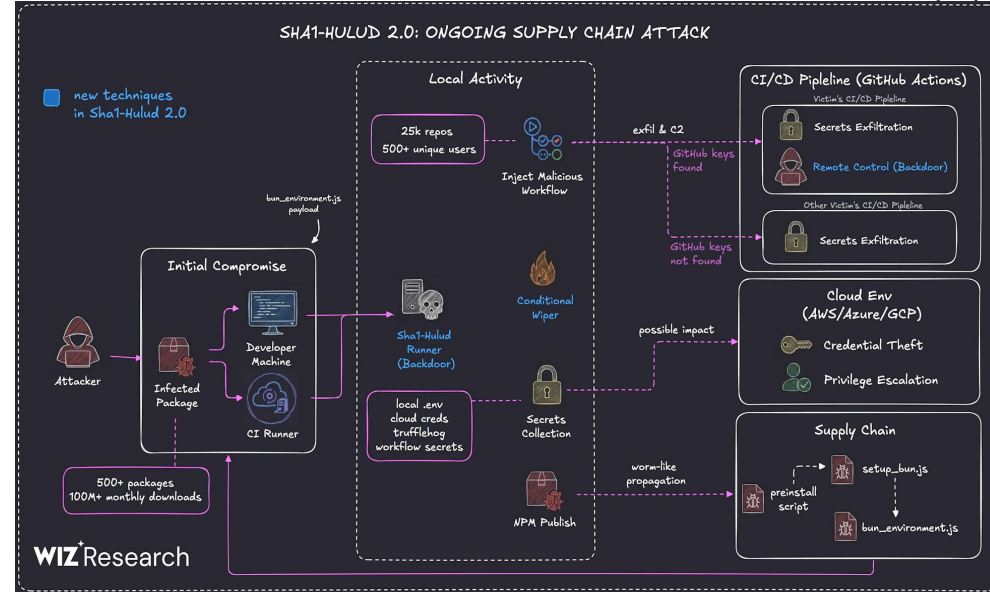 SHA1-HULUD 2.0: ONGOING SUPPLY CHAIN ATTACK
new techniques
in Sha1-Hulud 2.0
Local Activity
25k repos
500+ unique users
Inject Malicious
Workflow
exfil & C2
GitHub keys
found
GitHub keys
not found
CI/CD Pipleline (GitHub Actions)
Victim's CI/CD Pipleline
Secrets Exfiltration
Remote Control (Backdoor)
Other Victim's CI/CD Pipleline
Secrets Exfiltration
bun_environment.js
payload
Initial Compromise
Attacker
Infected
Package
Developer
Machine
CI Runner
500+ packages
100M+ monthly downloads
Sha1-Hulud
Runner
(Backdoor)
Conditional
Wiper
local .env
cloud creds
trufflehog
workflow secrets
Secrets
Collection
possible impact
Cloud Env
(AWS/Azure/GCP)
Credential Theft
Privilege Escalation
NPM Publish
worm-like
propagation
Supply Chain
preinstall
script
setup_bun.js
bun_environment.js
WIZ Research